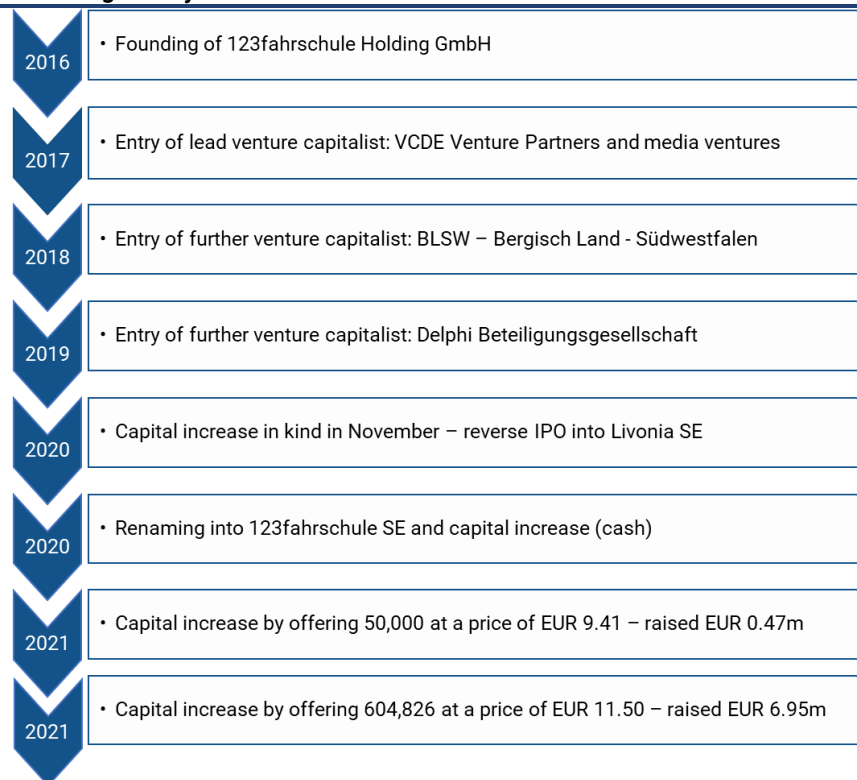 2016
• Founding of 123fahrschule Holding GmbH
2017
• Entry of lead venture capitalist: VCDE Venture Partners and media ventures
2018
• Entry of further venture capitalist: BLSW – Bergisch Land - Südwestfalen
2019
• Entry of further venture capitalist: Delphi Beteiligungsgesellschaft
2020
• Capital increase in kind in November – reverse IPO into Livonia SE
2020
• Renaming into 123fahrschule SE and capital increase (cash)
2021
• Capital increase by offering 50,000 at a price of EUR 9.41 – raised EUR 0.47m
2021
• Capital increase by offering 604,826 at a price of EUR 11.50 – raised EUR 6.95m